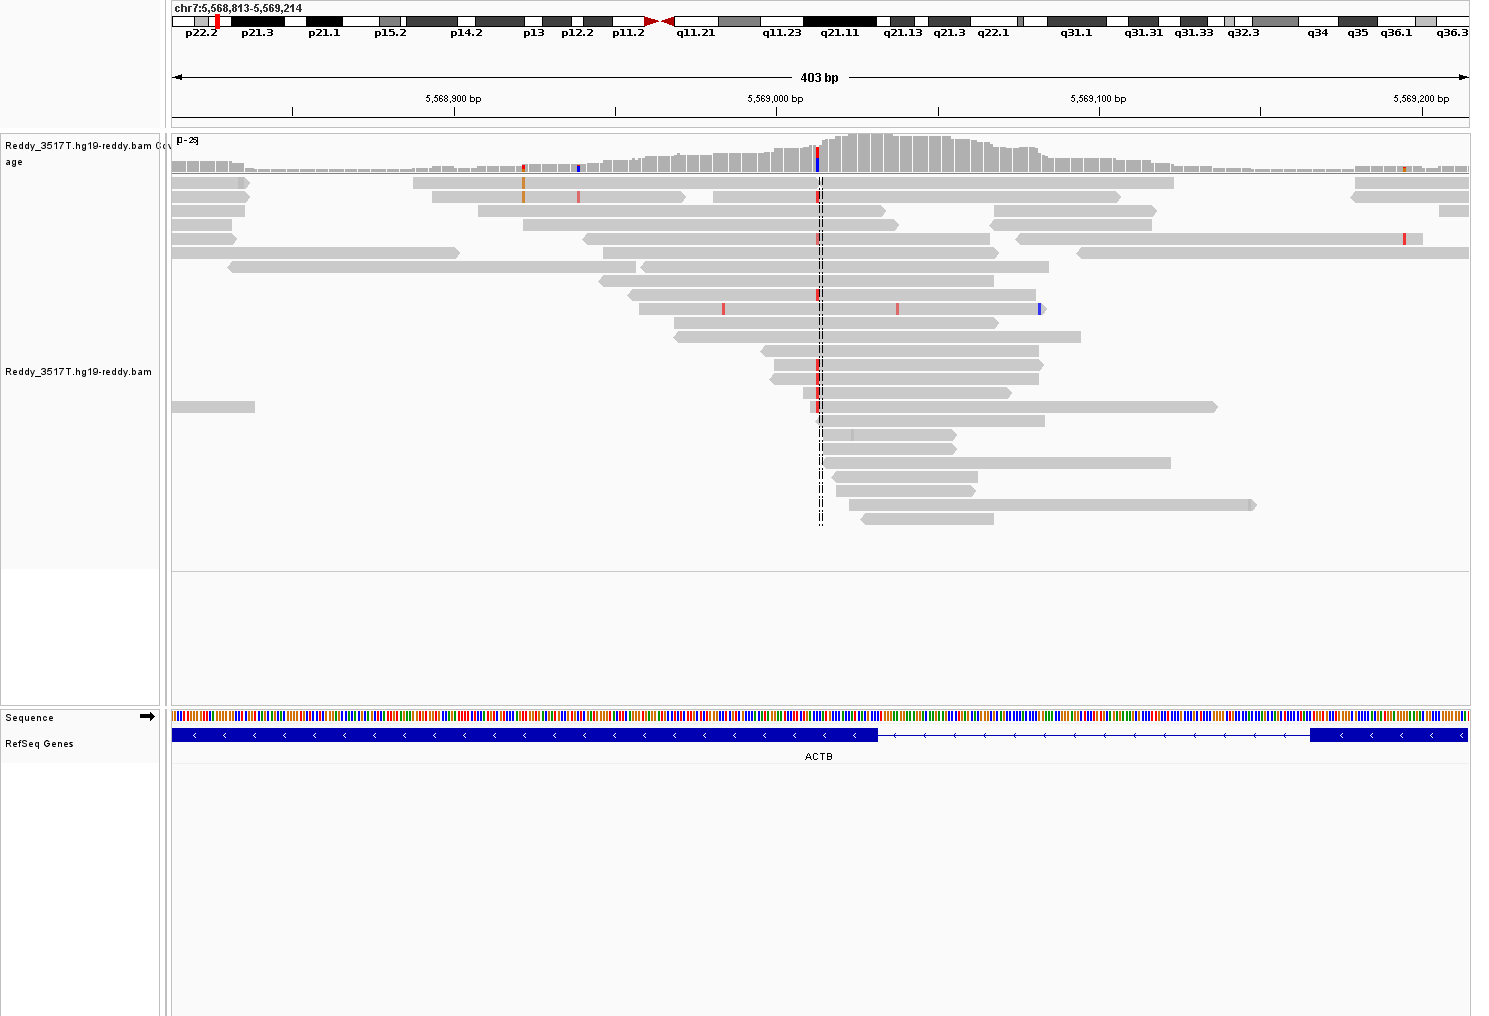 chr7:5,568,813-5,569,214
p22.2 p21.3 p21.1 p15.2 p14.2 p13 p12.2 p11.2 q11.21 q11.23 q21.11 q21.13 q21.3 q22.1 q31.1 q31.31 q31.33 q32.3 q34 q35 q36.1 q36.3
403 bp
5,568,900 bp 5,569,000 bp 5,569,100 bp 5,569,200 bp
Reddy_3517T.hg19-reddy.bam Cov
age
Reddy_3517T.hg19-reddy.bam
Sequence
RefSeq Genes
ACTB